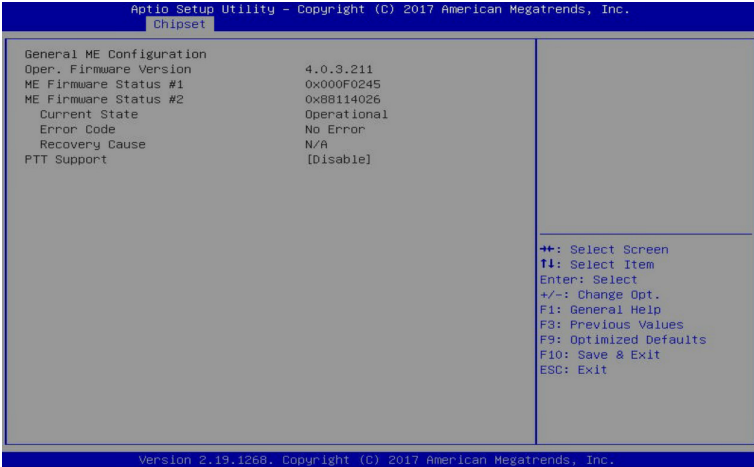 Aptio Setup Utility – Copyright (C) 2017 American Megatrends, Inc.
Chipset
General ME Configuration
Oper. Firmware Version 4.0.3.211
ME Firmware Status #1 0x000F0245
ME Firmware Status #2 0x88114026
Current State Operational
Error Code No Error
Recovery Cause N/A
PTT Support [Disable]
→←: Select Screen
↑↓: Select Item
Enter: Select
+/-: Change Opt.
F1: General Help
F3: Previous Values
F9: Optimized Defaults
F10: Save & Exit
ESC: Exit
Version 2.19.1268. Copyright (C) 2017 American Megatrends, Inc.